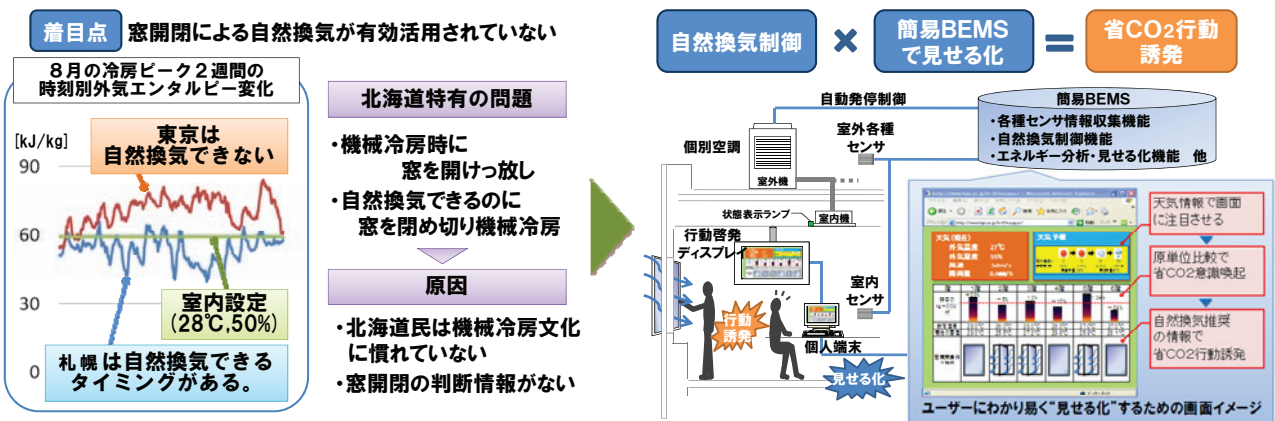 着目点 窓開閉による自然換気が有効活用されていない
8月の冷房ピーク2週間の
時刻別外気エンタルピー変化
[kJ/kg]
90
60
30
0
東京は
自然換気できない
室内設定
(28℃,50%)
札幌は自然換気できる
タイミングがある。
北海道特有の問題
・機械冷房時に
窓を開けっ放し
・自然換気できるのに
窓を閉め切り機械冷房
原因
・北海道民は機械冷房文化
に慣れていない
・窓開閉の判断情報がない
自然換気制御 × 簡易BEMS
で見せる化 = 省CO2行動
誘発
自動発停制御
簡易BEMS
・各種センサ情報収集機能
・自然換気制御機能
・エネルギー分析・見せる化機能 他
個別空調
室外各種
センサ
室外機
状態表示ランプ
室内機
行動啓発
ディスプレイ
室内
センサ
行動
誘発
個人端末
見せる化
天気(現在)
外気温度 27℃
外気湿度 55%
天気予報
天気情報で画面
に注目させる
原単位比較で
省CO2意識喚起
自然換気推奨
の情報で
省CO2行動誘発
ユーザーにわかり易く“見せる化”するための画面イメージ